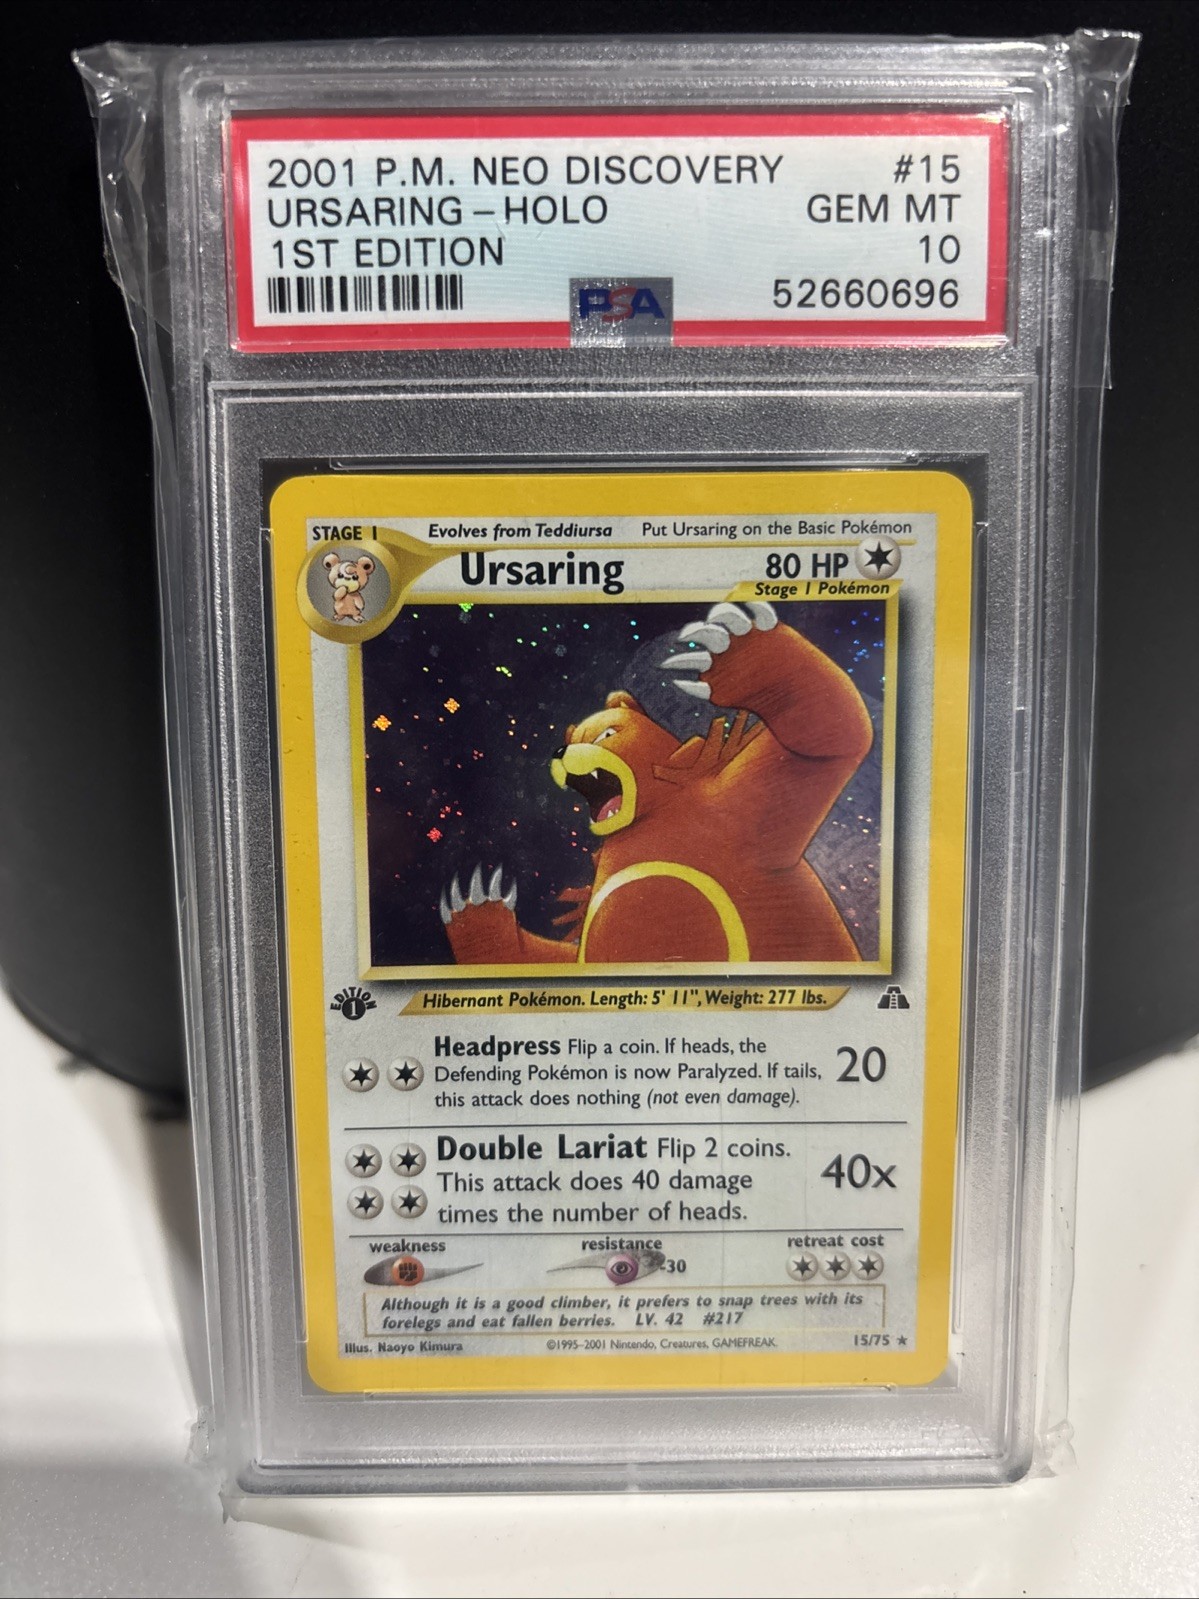 2001 P.M. NEO DISCOVERY #15
URSARING - HOLO GEM MT
1ST EDITION 10
PSA 52660696
STAGE 1 Evolves from Teddiursa Put Ursaring on the Basic Pokémon
Ursaring 80 HP
Stage 1 Pokémon
EDITION 1
Hibernant Pokémon. Length: 5' 11", Weight: 277 lbs.
Headpress Flip a coin. If heads, the
Defending Pokémon is now Paralyzed. If tails, 20
this attack does nothing (not even damage).
Double Lariat Flip 2 coins.
This attack does 40 damage 40x
times the number of heads.
weakness resistance retreat cost
-30
Although it is a good climber, it prefers to snap trees with its
forelegs and eat fallen berries. LV. 42 #217
Illus. Naoyo Kimura ©1995-2001 Nintendo, Creatures, GAMEFREAK. 15/75 ★